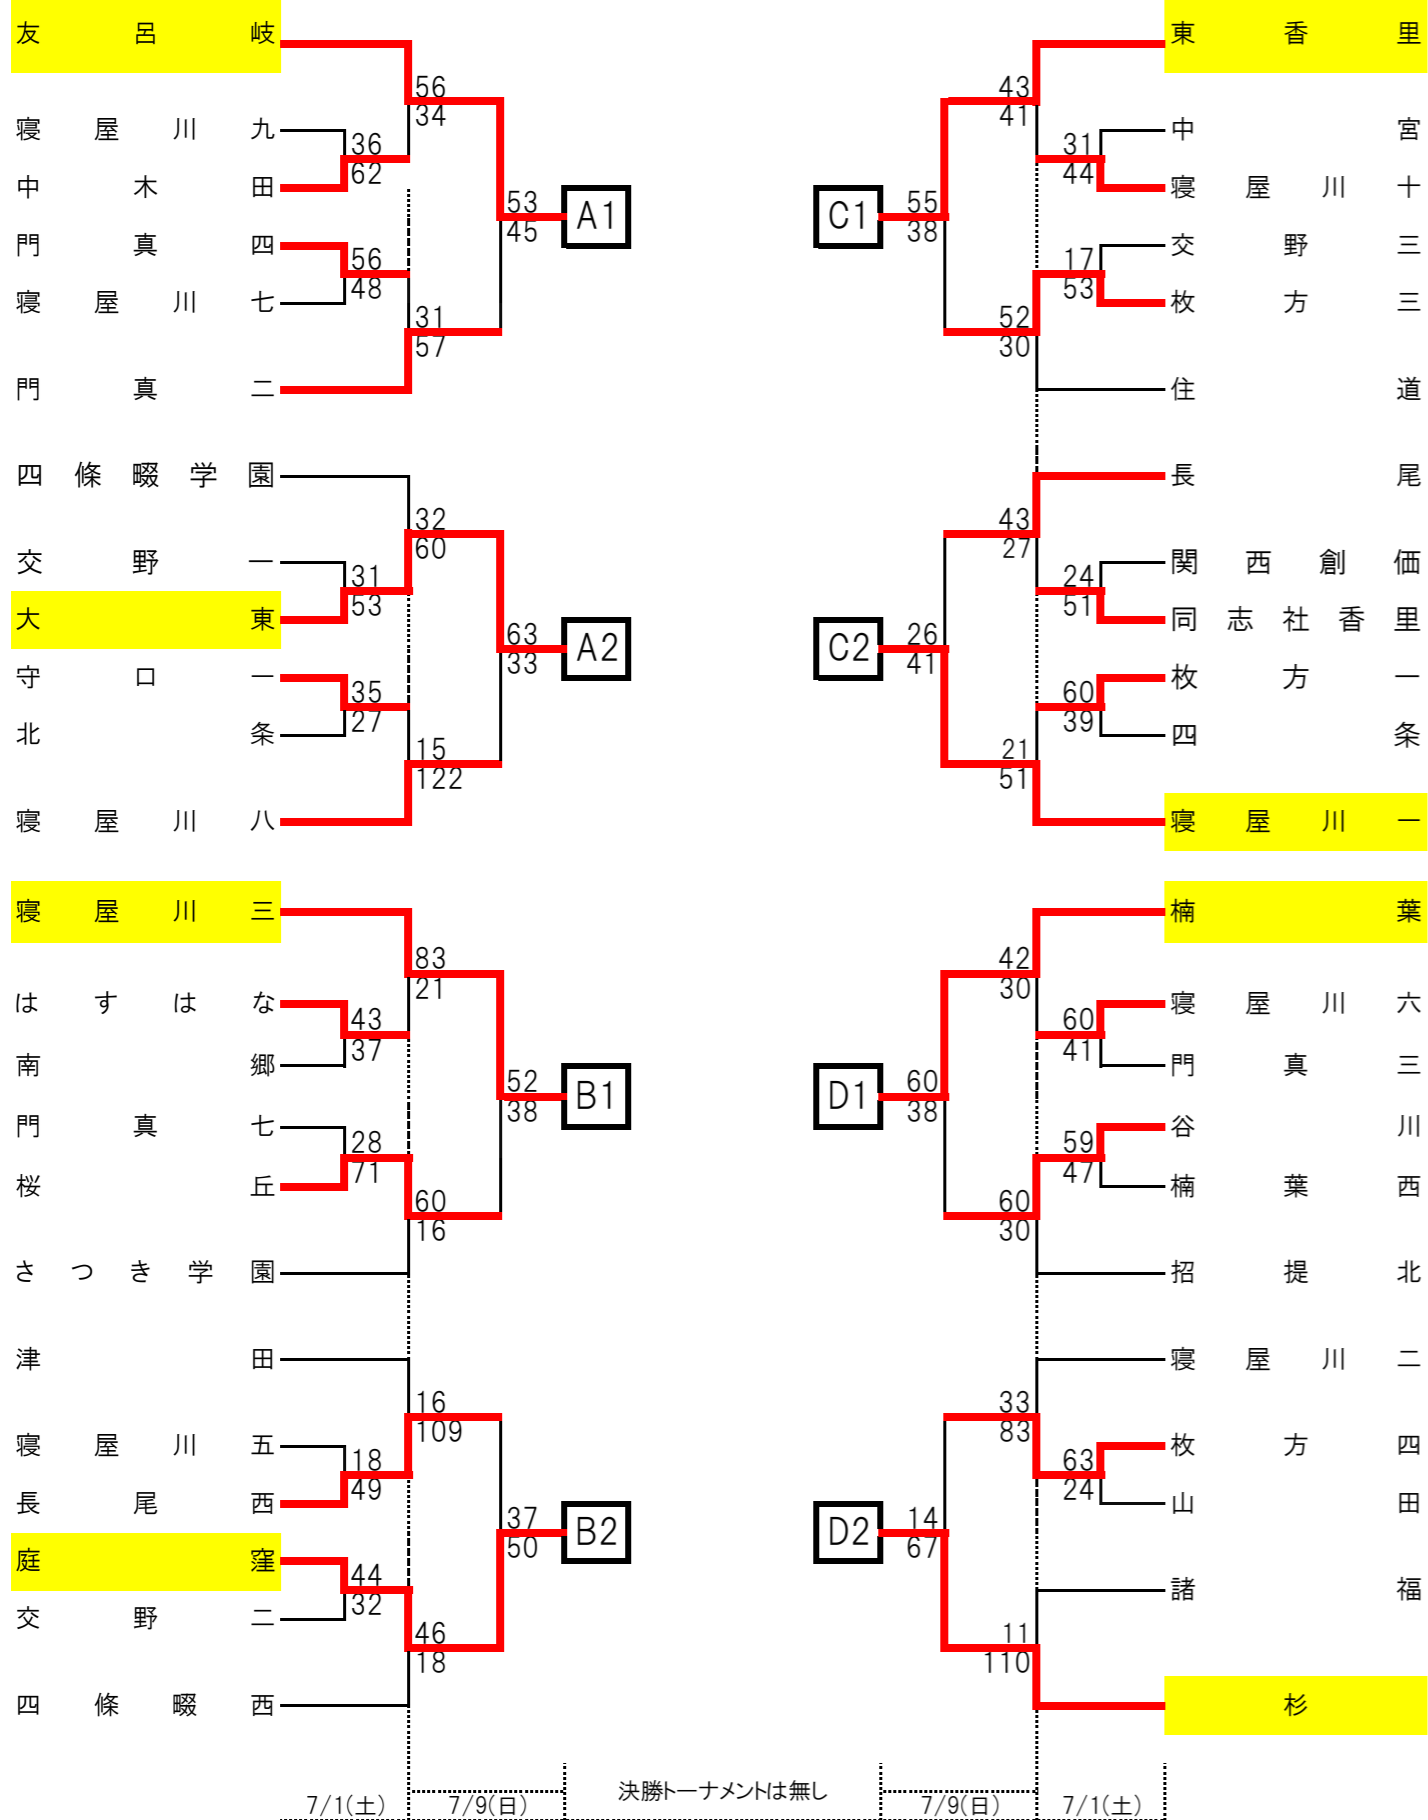 友呂岐
56
34
寝屋川九
36
62
中木田
53
45
A1
門真四
56
48
寝屋川七
31
57
門真二
四條畷学園
32
60
交野一
31
53
大東
63
33
A2
守口一
35
27
北条
15
122
寝屋川八
寝屋川三
83
21
はすはな
43
37
南郷
52
38
B1
門真七
28
71
桜丘
60
16
さつき学園
津田
16
109
寝屋川五
18
49
長尾西
37
50
B2
庭窪
44
32
交野二
46
18
四條畷西
東香里
43
41
中宮
31
44
寝屋川十
C1
55
38
交野三
17
53
枚方三
52
30
住道
長尾
43
27
関西創価
24
51
同志社香里
C2
26
41
枚方一
60
39
四条
21
51
寝屋川一
楠葉
42
30
寝屋川六
60
41
門真三
D1
60
38
谷川
59
47
楠葉西
60
30
招提北
寝屋川二
33
83
枚方四
63
24
山田
D2
14
67
諸福
11
110
杉
決勝トーナメントは無し
7/1(土) 7/9(日) 7/9(日) 7/1(土)